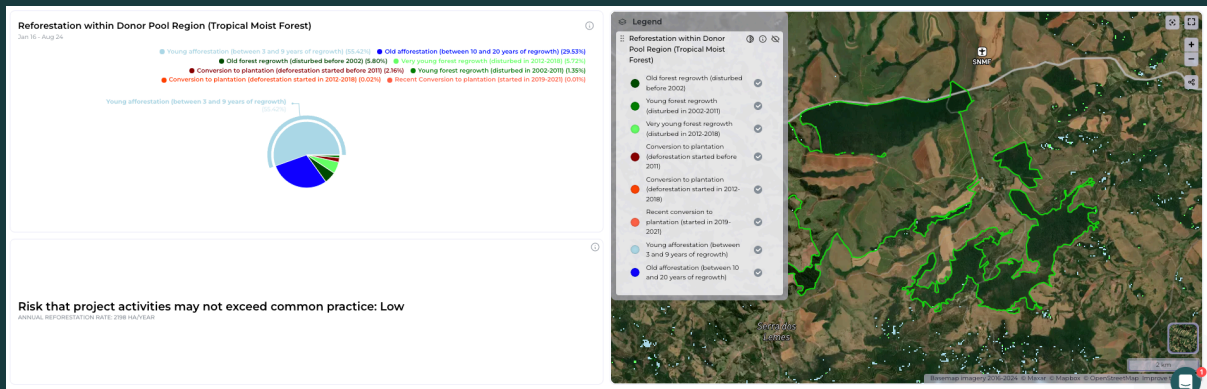 Reforestation within Donor Pool Region (Tropical Moist Forest)
Jan 16 - Aug 24
Young afforestation (between 3 and 9 years of regrowth) (55.42%) Old afforestation (between 10 and 20 years of regrowth) (29.53%)
Old forest regrowth (disturbed before 2002) (5.80%) Very young forest regrowth (disturbed in 2012-2018) (5.72%)
Conversion to plantation (deforestation started before 2011) (2.16%) Young forest regrowth (disturbed in 2002-2011) (1.35%)
Conversion to plantation (deforestation started in 2012-2018) (0.02%) Recent Conversion to plantation (started in 2019-2021) (0.01%)
Young afforestation (between 3 and 9 years of regrowth)
(55.42%)
Risk that project activities may not exceed common practice: Low
ANNUAL REFORESTATION RATE: 2198 HA/YEAR
Legend
Reforestation within Donor
Pool Region (Tropical Moist
Forest)
Old forest regrowth (disturbed
before 2002)
Young forest regrowth
(disturbed in 2002-2011)
Very young forest regrowth
(disturbed in 2012-2018)
Conversion to plantation
(deforestation started before
2011)
Conversion to plantation
(deforestation started in 2012-
2018)
Recent conversion to
plantation (started in 2019-
2021)
Young afforestation (between
3 and 9 years of regrowth)
Old afforestation (between 10
and 20 years of regrowth)
SNME
Serra dos
Lemes
2 km
Basemap Imagery 2016-2024 © Maxar © Mapbox © OpenStreetMap Improve
1